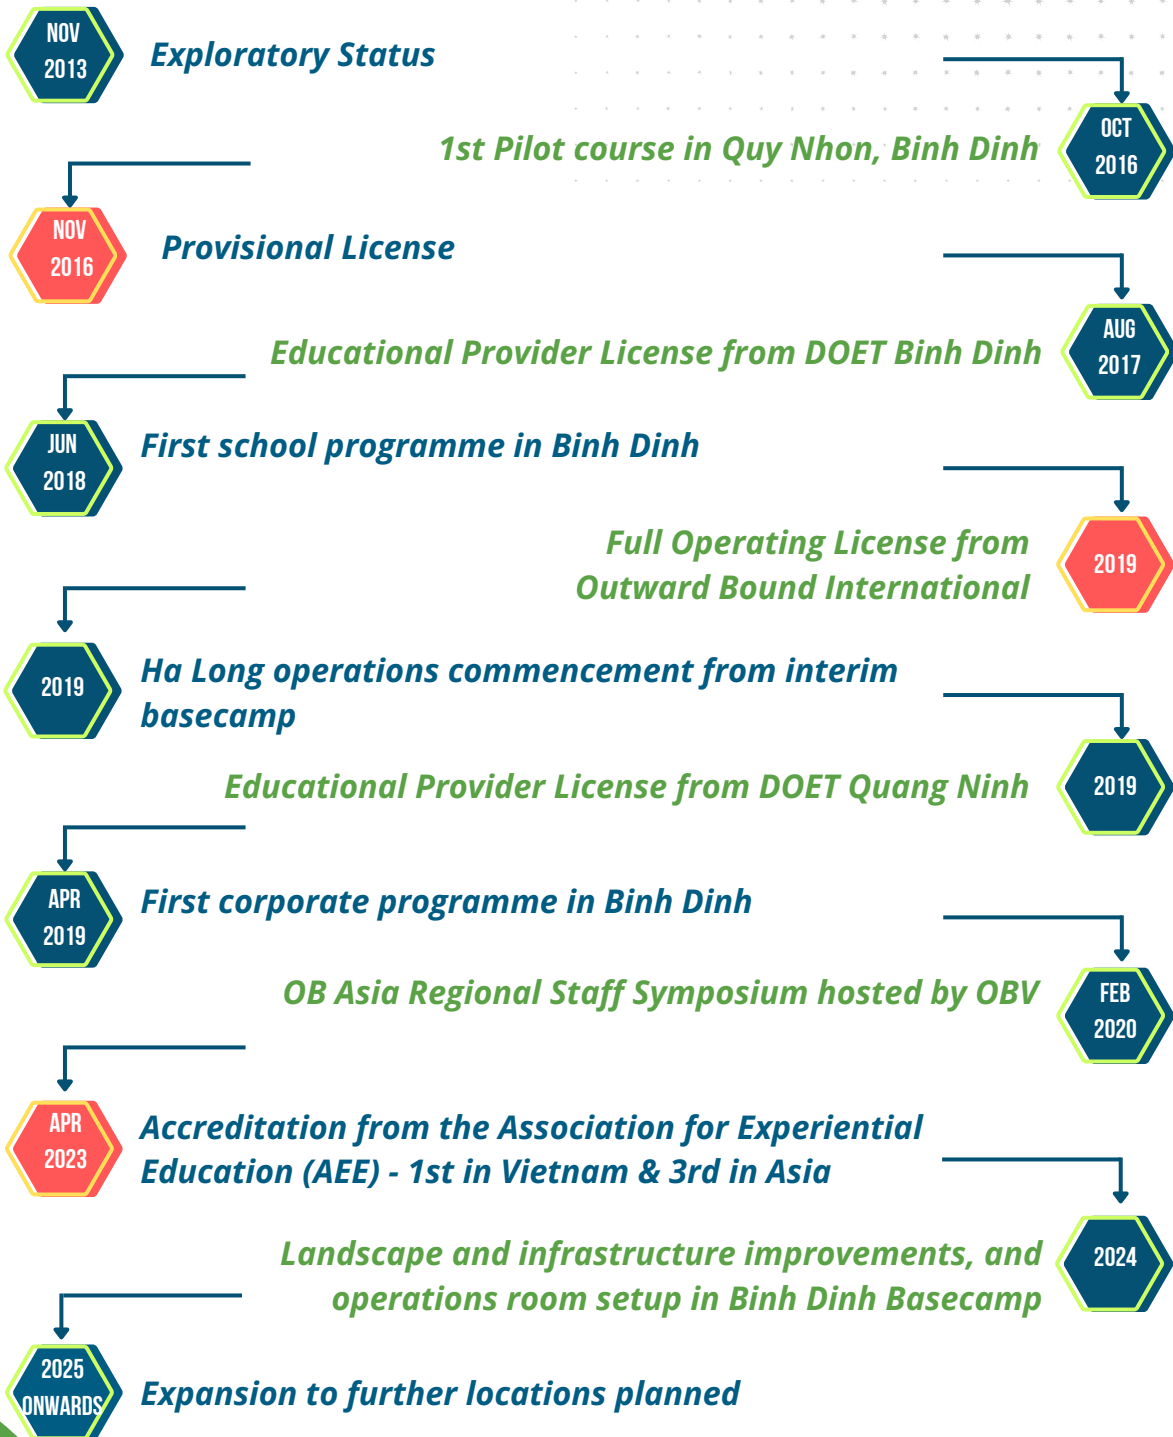 NOV
2013
Exploratory Status
OCT
2016
1st Pilot course in Quy Nhon, Binh Dinh
NOV
2016
Provisional License
AUG
2017
Educational Provider License from DOET Binh Dinh
JUN
2018
First school programme in Binh Dinh
2019
Full Operating License from
Outward Bound International
2019
Ha Long operations commencement from interim
basecamp
2019
Educational Provider License from DOET Quang Ninh
APR
2019
First corporate programme in Binh Dinh
FEB
2020
OB Asia Regional Staff Symposium hosted by OBV
APR
2023
Accreditation from the Association for Experiential
Education (AEE) - 1st in Vietnam & 3rd in Asia
2024
Landscape and infrastructure improvements, and
operations room setup in Binh Dinh Basecamp
2025
ONWARDS
Expansion to further locations planned